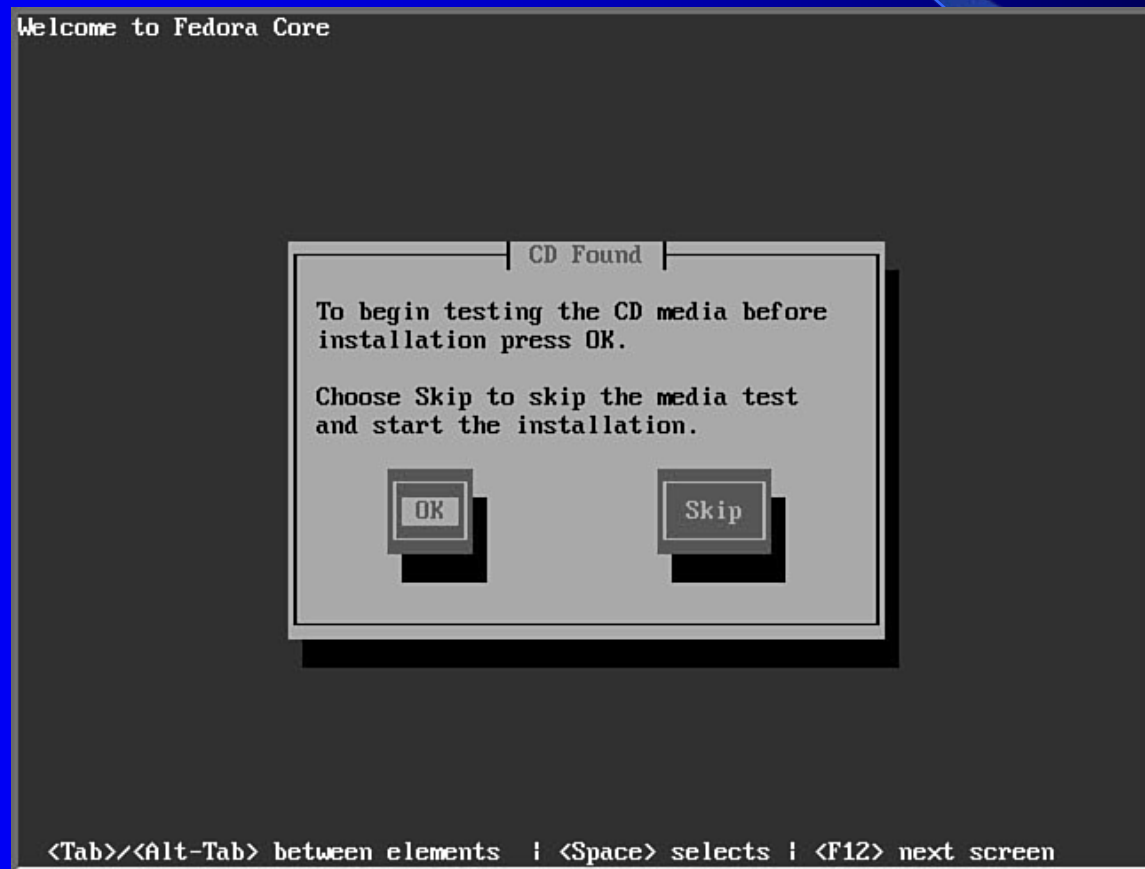 Welcome to Fedora Core
CD Found
To begin testing the CD media before
installation press OK.
Choose Skip to skip the media test
and start the installation.
OK Skip
<Tab>/<Alt-Tab> between elements | <Space> selects | <F12> next screen